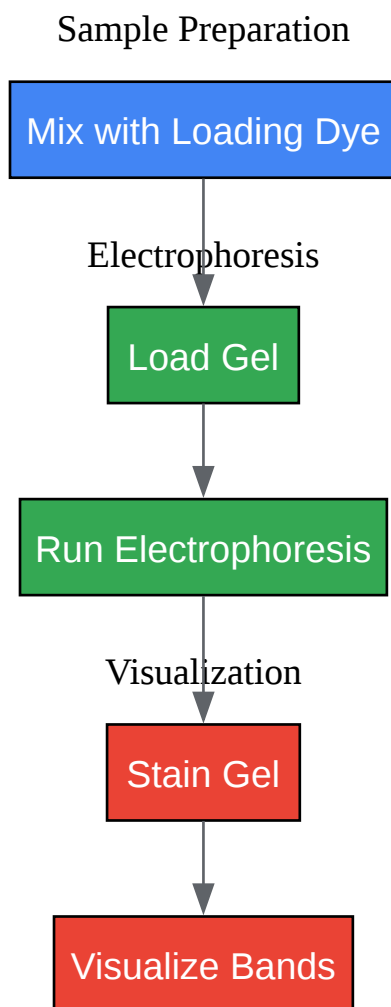 Sample Preparation
Mix with Loading Dye
Electrophoresis
Load Gel
Run Electrophoresis
Visualization
Stain Gel
Visualize Bands